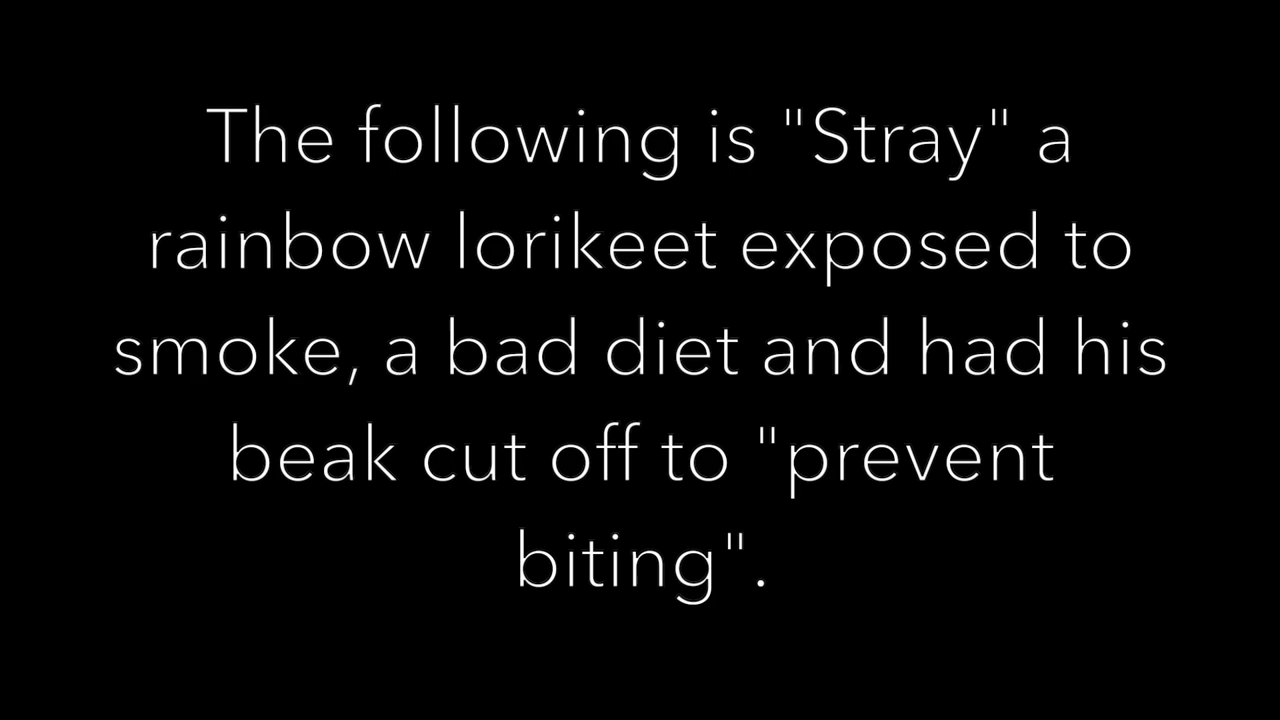 The following is "Stray" a
rainbow lorikeet exposed to
smoke, a bad diet and had his
beak cut off to "prevent
biting".